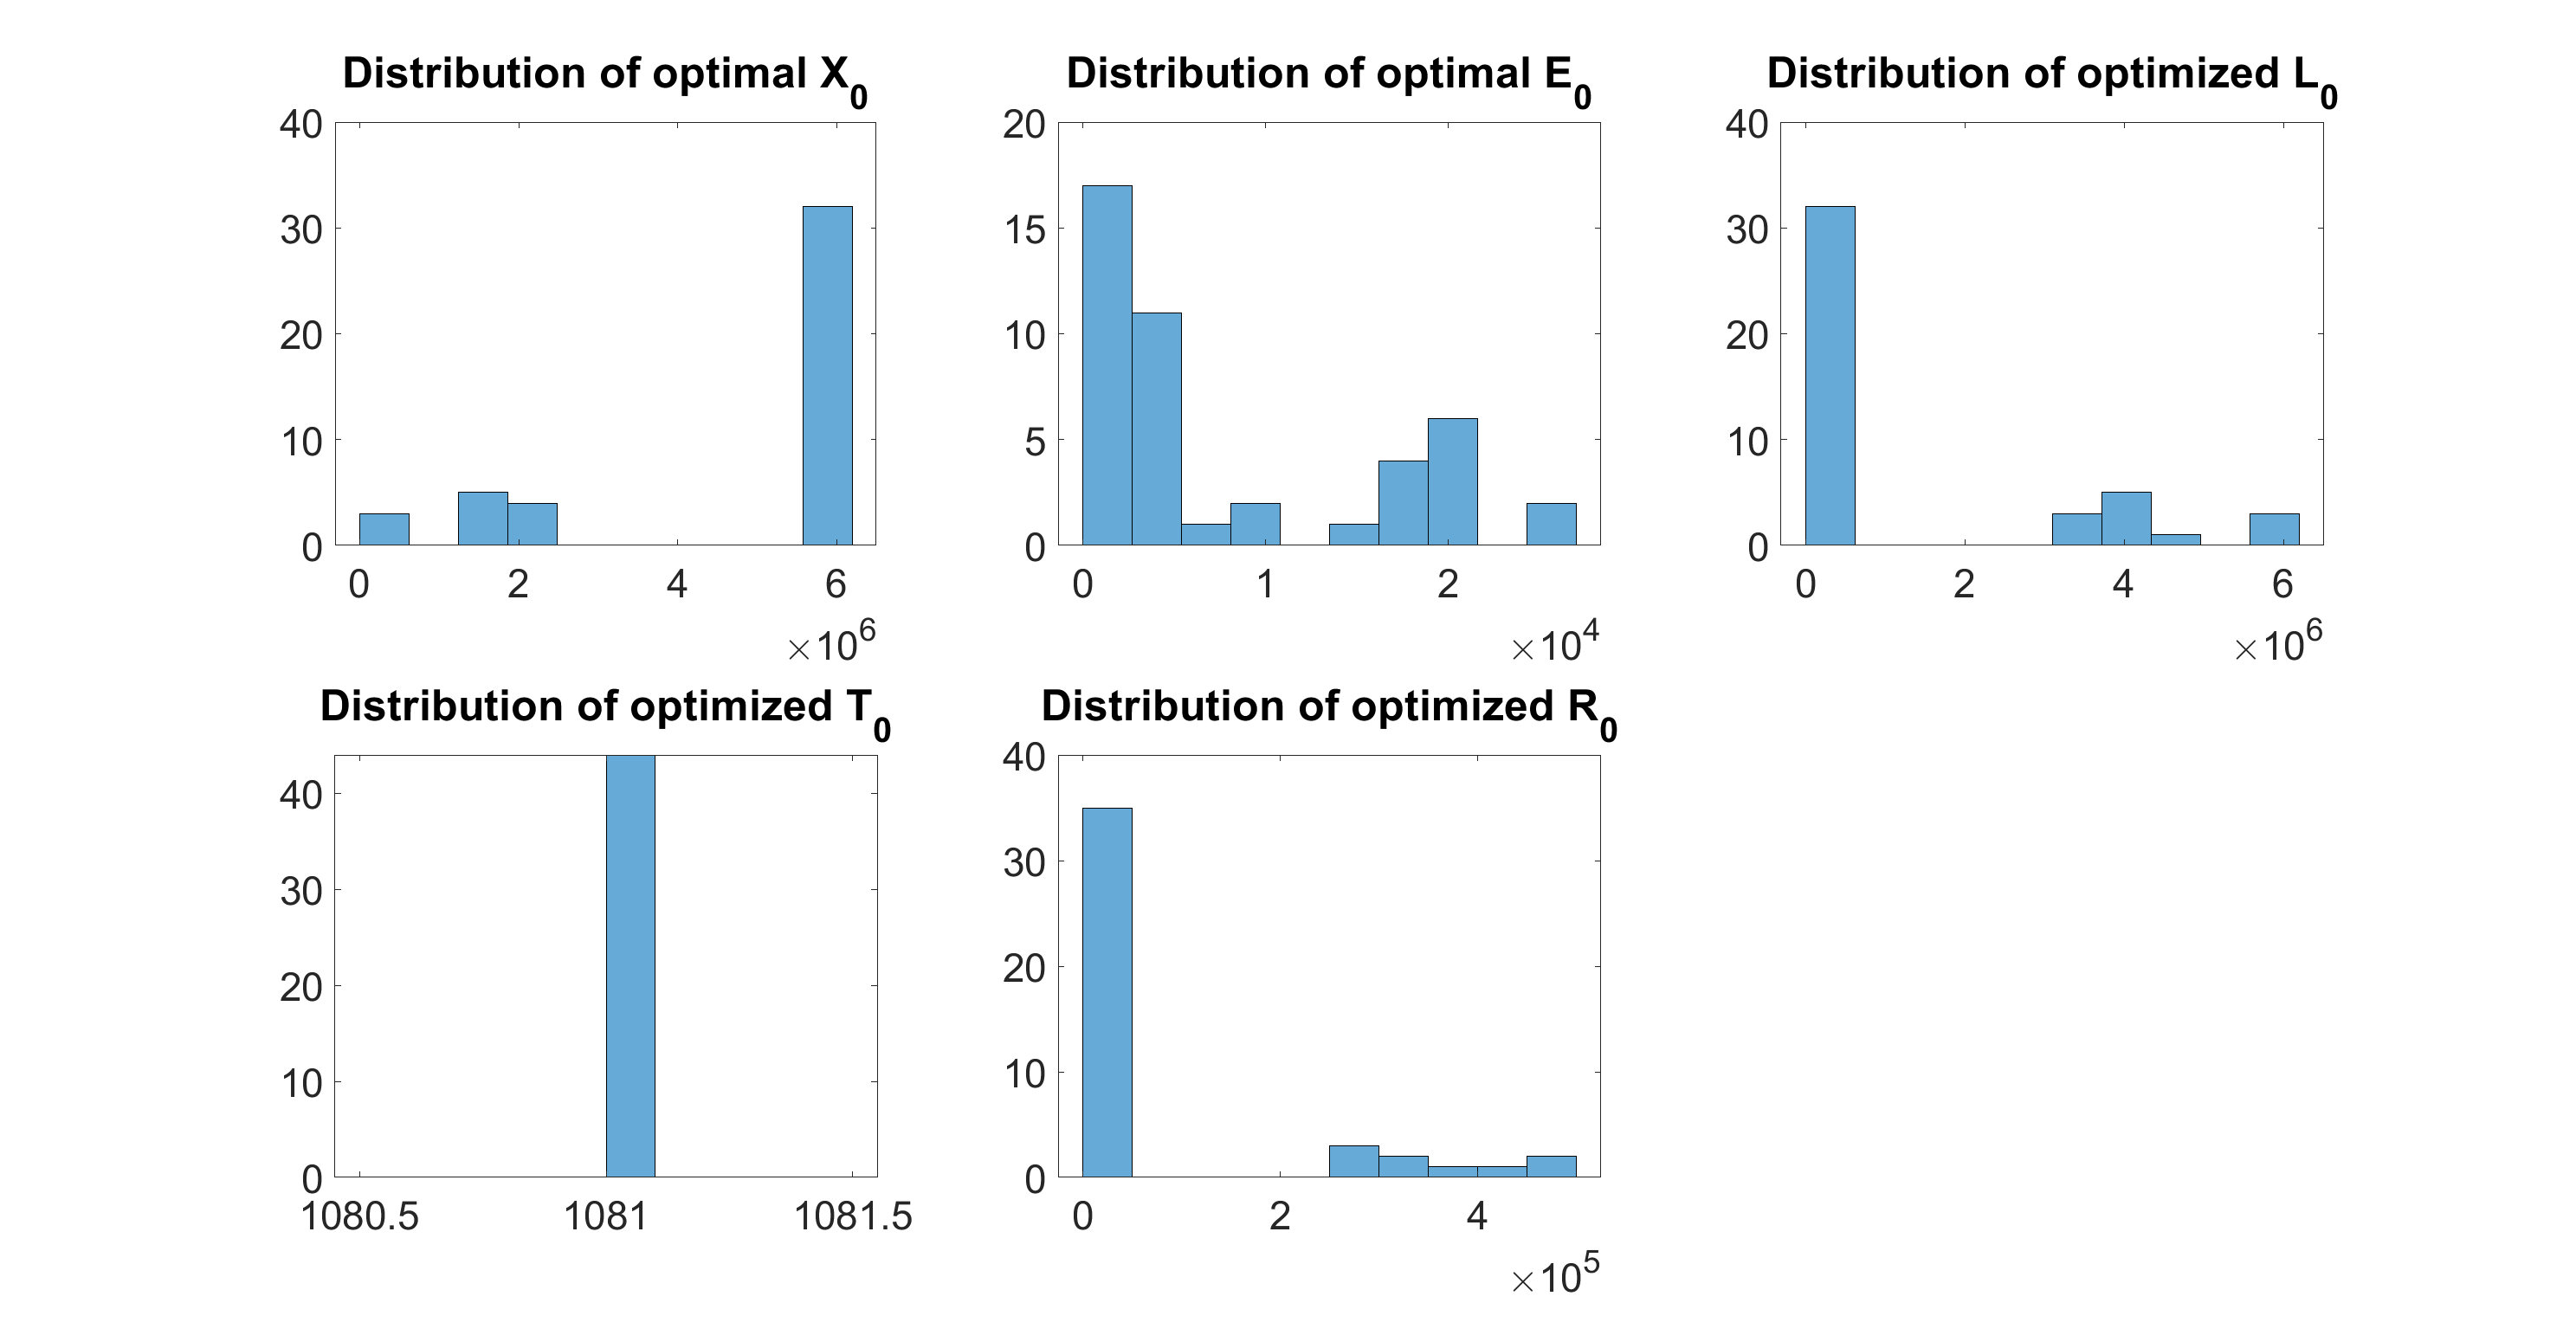 Distribution of optimal X0
40
30
20
10
0
0 2 4 6
×10^6
Distribution of optimal E0
20
15
10
5
0
0 1 2
×10^4
Distribution of optimized L0
40
30
20
10
0
0 2 4 6
×10^6
Distribution of optimized T0
40
30
20
10
0
1080.5 1081 1081.5
Distribution of optimized R0
40
30
20
10
0
0 2 4
×10^5